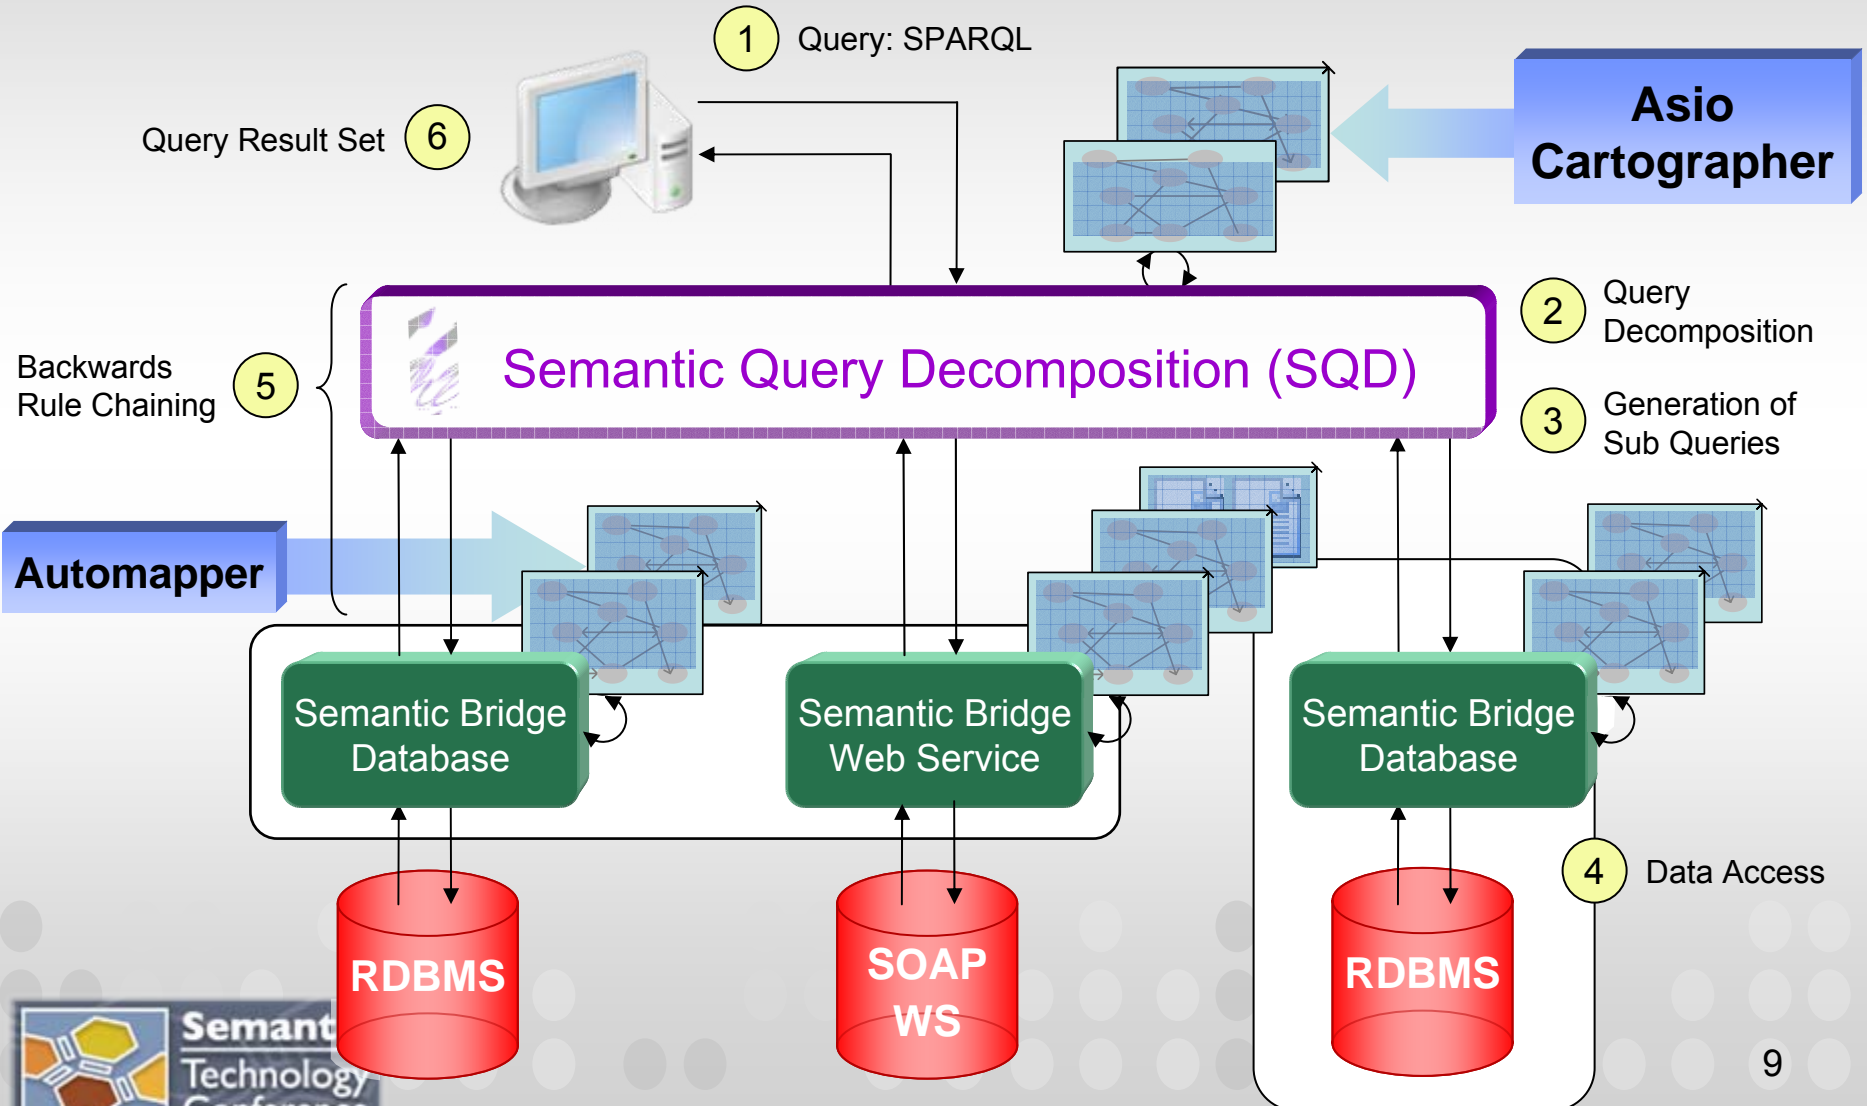 1
Query: SPARQL
Query Result Set
6
Asio
Cartographer
2
Query
Decomposition
Semantic Query Decomposition (SQD)
Backwards
Rule Chaining
5
3
Generation of
Sub Queries
Automapper
Semantic Bridge
Database
Semantic Bridge
Web Service
Semantic Bridge
Database
4
Data Access
RDBMS
SOAP
WS
RDBMS
Semant
Technology
Conference
9